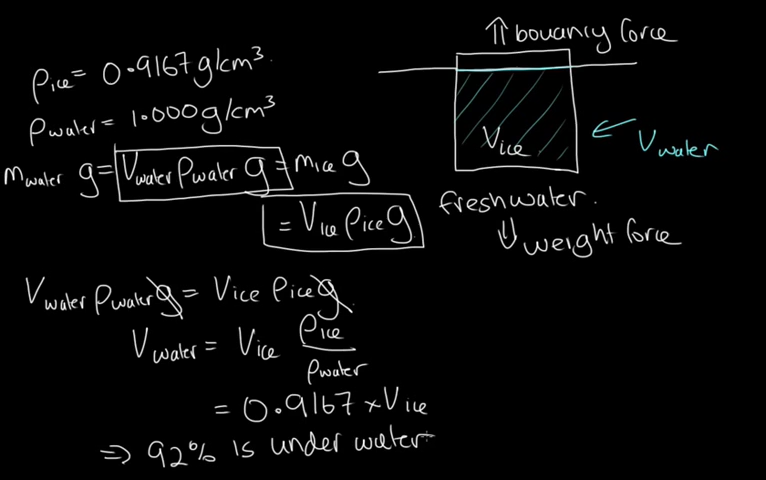 ρice = 0.9167 g/cm³
ρwater = 1.000 g/cm³
mwater g = Vwater ρwater g = mice g
= Vice ρice g
⇑ bouancy force
Vice
← Vwater
freshwater.
⇓ weight force
Vwater ρwater g = Vice ρice g
Vwater = Vice ρice / ρwater
= 0.9167 × Vice
⇒ 92% is under water